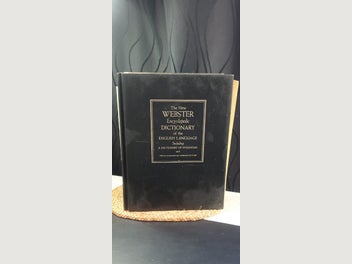 The New
WEBSTER
Encyclopedic
DICTIONARY
of the
ENGLISH LANGUAGE
Including
A DICTIONARY OF SYNONYMS
and